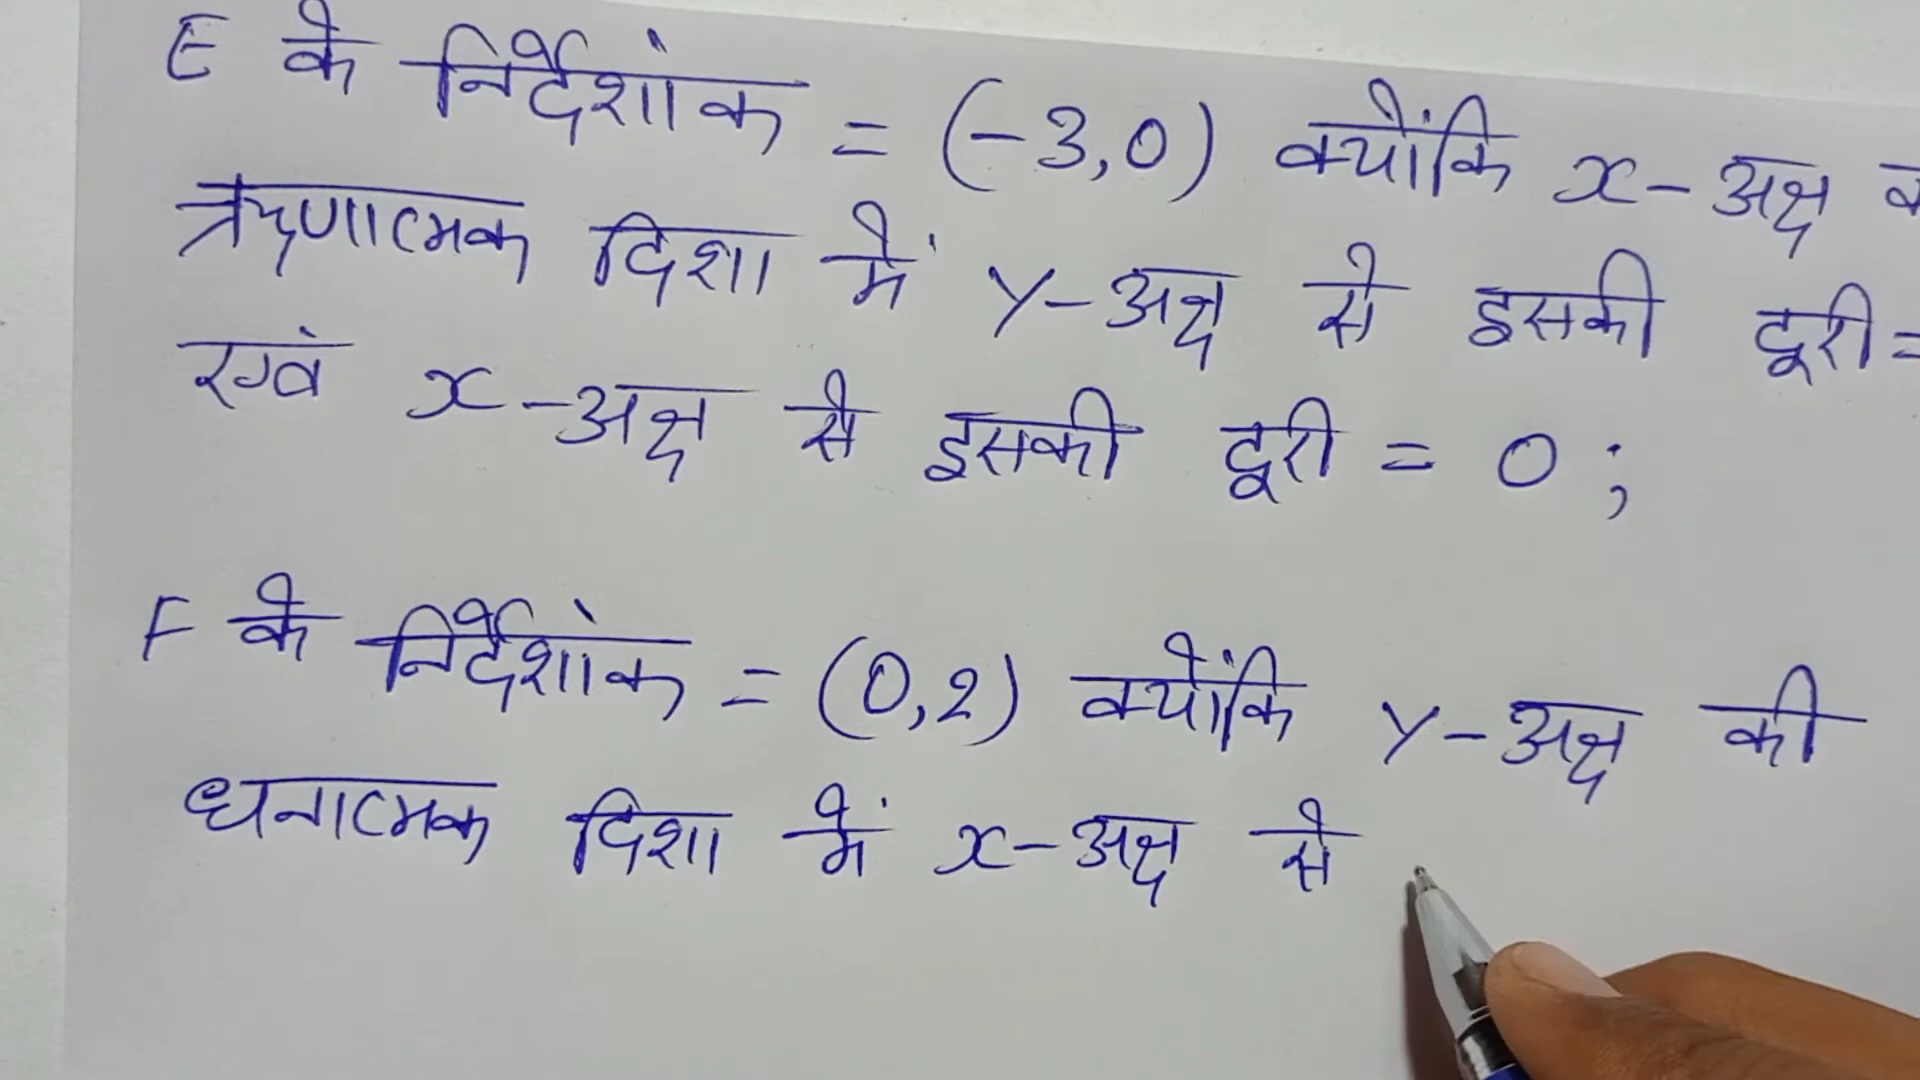 E के निर्देशांक = (-3,0) क्योंकि x-अक्ष
ऋणात्मक दिशा में y-अक्ष से इसकी दूरी =
एवं x-अक्ष से इसकी दूरी = 0 ;
F के निर्देशांक = (0,2) क्योंकि y-अक्ष की
धनात्मक दिशा में x-अक्ष से